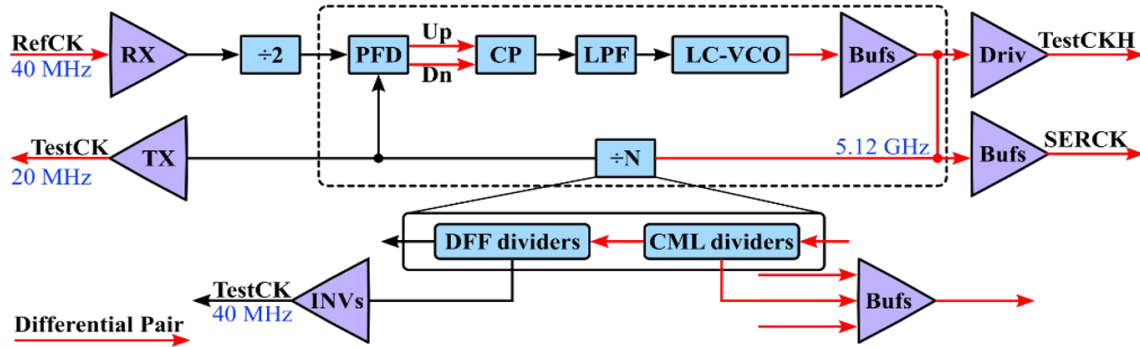 RefCK
40 MHz
RX
÷2
PFD
Up
Dn
CP
LPF
LC-VCO
Bufs
Driv
TestCKH
TestCK
20 MHz
TX
÷N
5.12 GHz
Bufs
SERCK
DFF dividers
CML dividers
TestCK
40 MHz
INVs
Bufs
Differential Pair